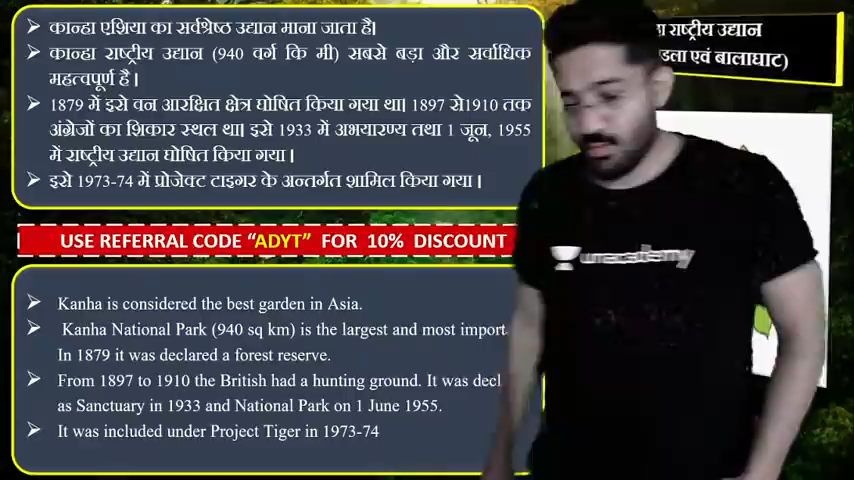 कान्हा एशिया का सर्वश्रेष्ठ उद्यान माना जाता है।
कान्हा राष्ट्रीय उद्यान (940 वर्ग कि मी) सबसे बड़ा और सर्वाधिक
महत्वपूर्ण है।
1879 में इसे वन आरक्षित क्षेत्र घोषित किया गया था। 1897 से1910 तक
अंग्रेजों का शिकार स्थल था। इसे 1933 में अभयारण्य तथा 1 जून, 1955
में राष्ट्रीय उद्यान घोषित किया गया।
इसे 1973-74 में प्रोजेक्ट टाइगर के अन्तर्गत शामिल किया गया।
राष्ट्रीय उद्यान
एवं बालाघाट)
USE REFERRAL CODE “ADYT” FOR 10% DISCOUNT
Kanha is considered the best garden in Asia.
Kanha National Park (940 sq km) is the largest and most
In 1879 it was declared a forest reserve.
From 1897 to 1910 the British had a hunting ground. It was
as Sanctuary in 1933 and National Park on 1 June 1955.
It was included under Project Tiger in 1973-74
unacademy